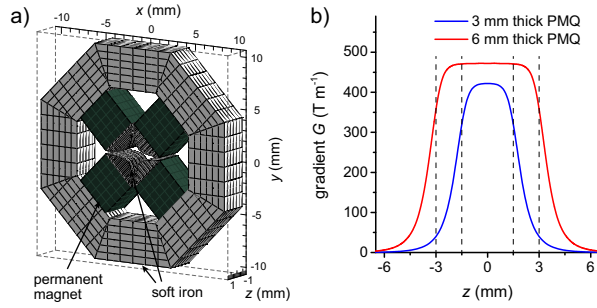 a)
x (mm)
-10 -5 0 5 10
10
5
0
-5
-10
y (mm)
1 -1
z (mm)
permanent
magnet
soft iron
b)
3 mm thick PMQ
6 mm thick PMQ
gradient G (T m⁻¹)
500
400
300
200
100
0
-6 -3 0 3 6
z (mm)